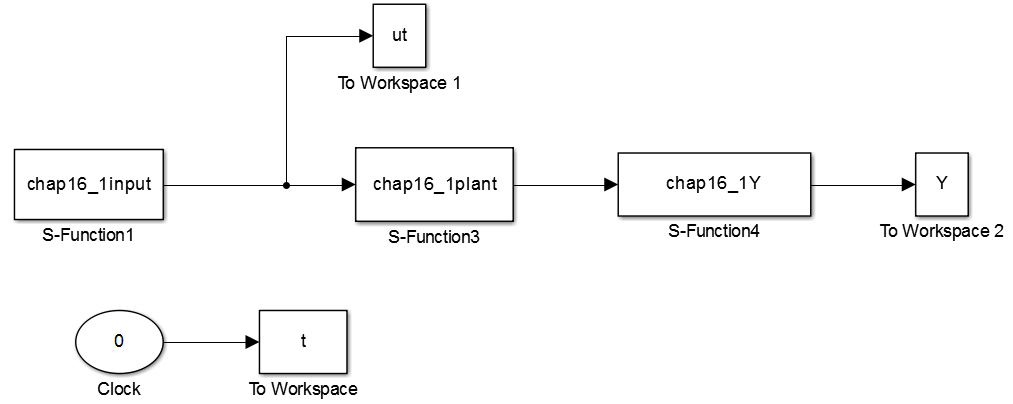 ut
To Workspace 1
chap16_1input
S-Function1
chap16_1plant
S-Function3
chap16_1Y
S-Function4
Y
To Workspace 2
0
Clock
t
To Workspace